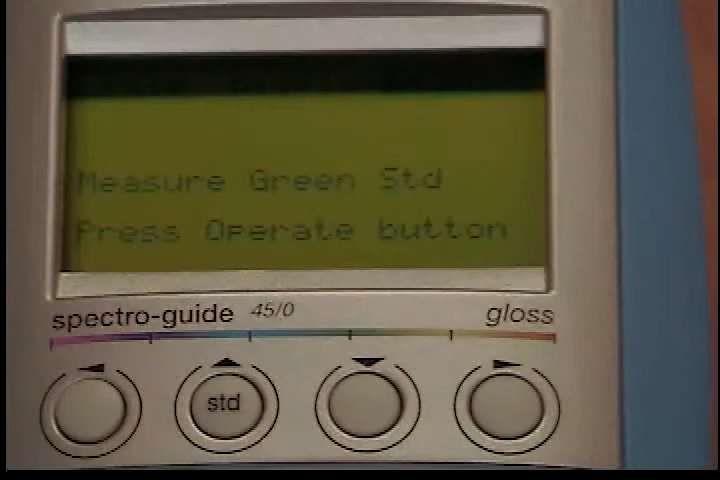 Measure Green Std
Press Operate button
spectro-guide 45/0 gloss
std